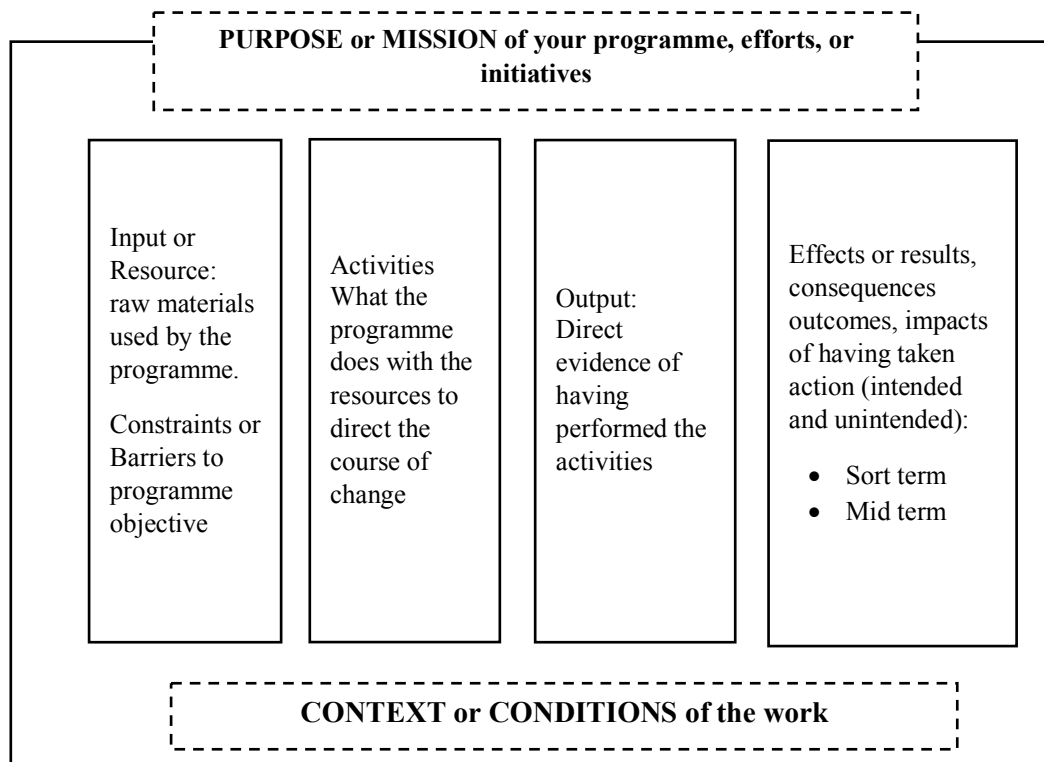 PURPOSE or MISSION of your programme, efforts, or
initiatives
Input or
Resource:
raw materials
used by the
programme.
Constraints or
Barriers to
programme
objective
Activities
What the
programme
does with the
resources to
direct the
course of
change
Output:
Direct
evidence of
having
performed the
activities
Effects or results,
consequences
outcomes, impacts
of having taken
action (intended
and unintended):
• Sort term
• Mid term
CONTEXT or CONDITIONS of the work